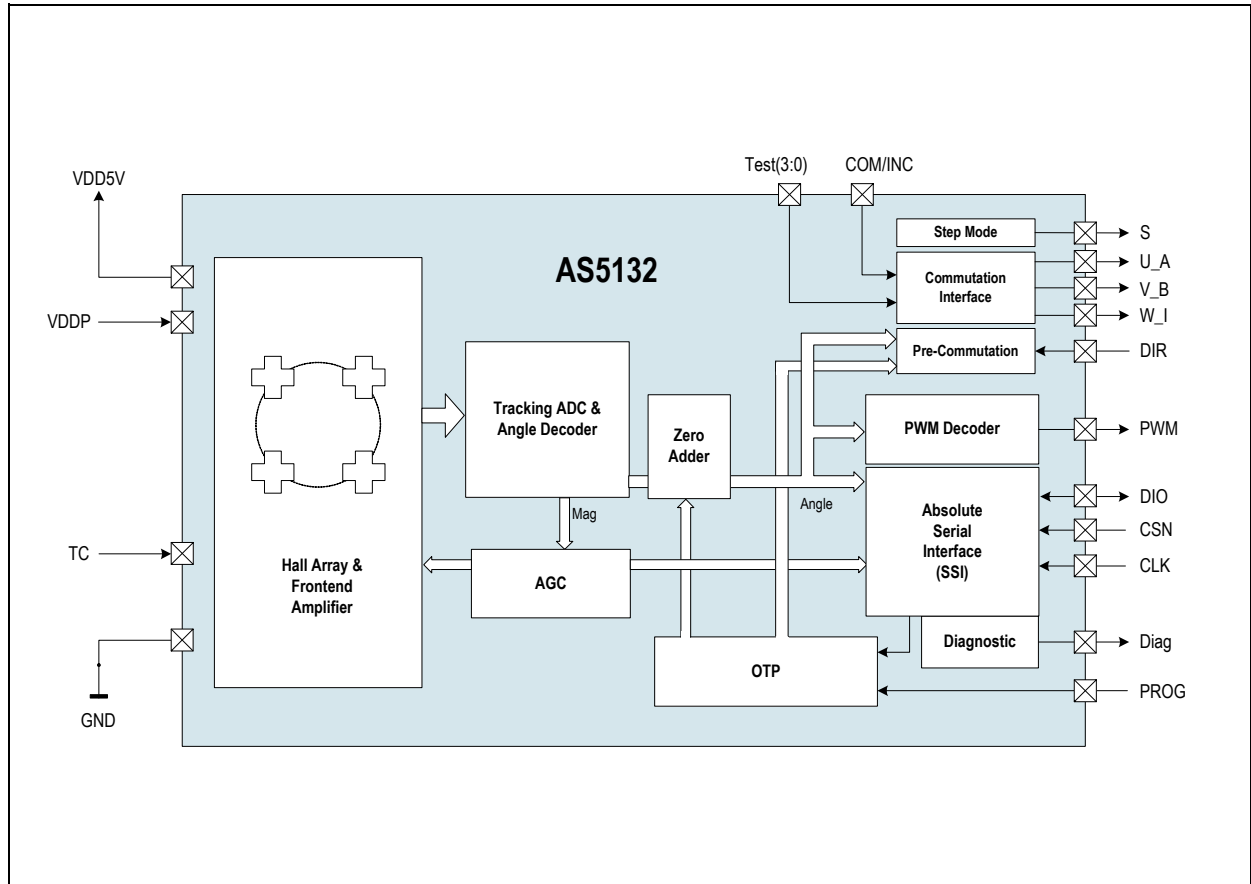 Test(3:0)
COM/INC
VDD5V
VDDP
TC
GND
AS5132
Hall Array &
Frontend
Amplifier
Tracking ADC &
Angle Decoder
Mag
AGC
Zero
Adder
Angle
OTP
Step Mode
Commutation
Interface
Pre-Commutation
PWM Decoder
Absolute
Serial
Interface
(SSI)
Diagnostic
S
U_A
V_B
W_I
DIR
PWM
DIO
CSN
CLK
Diag
PROG